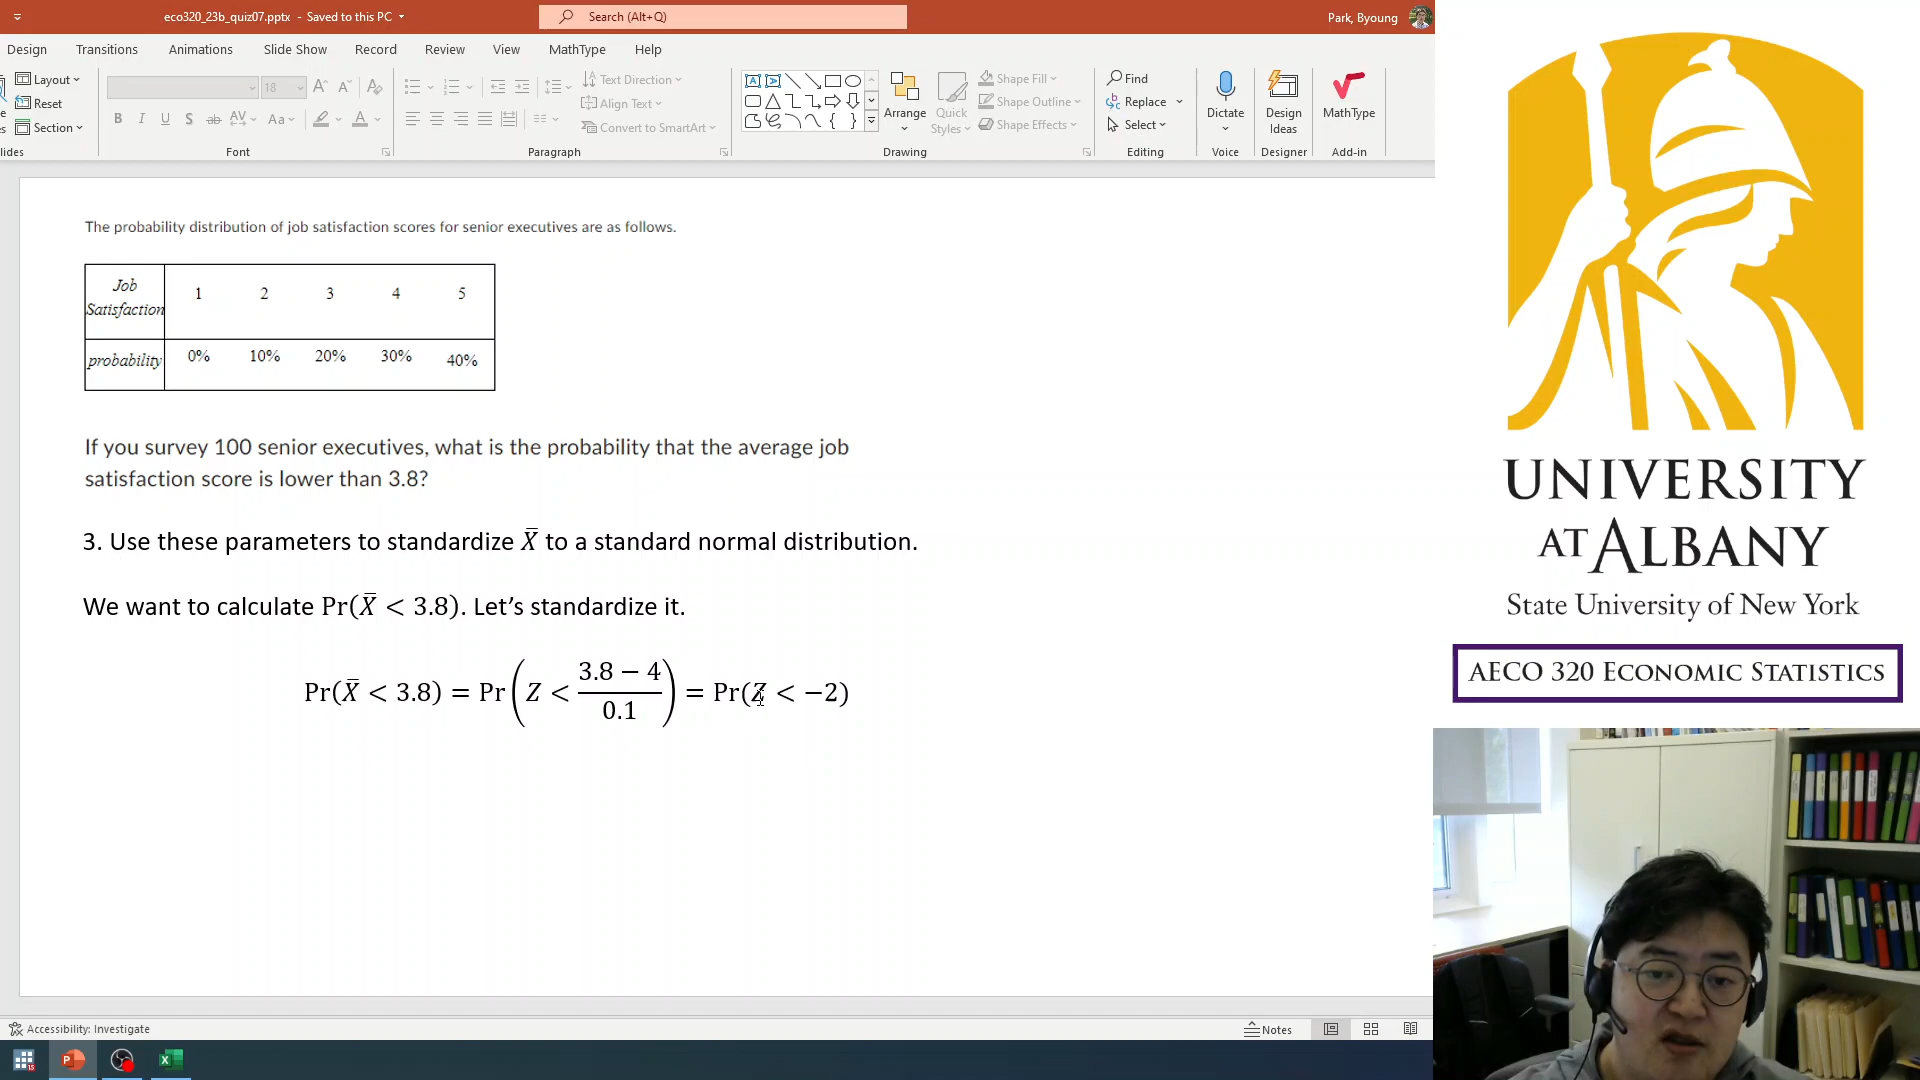 eco320_23b_quiz07.pptx - Saved to this PC
Search (Alt+Q)
Park, Byoung
Design Transitions Animations Slide Show Record Review View MathType Help
Layout
Reset
Section
lides
18
Font
Text Direction
Align Text
Convert to SmartArt
Paragraph
Arrange
Quick Styles
Shape Fill
Shape Outline
Shape Effects
Drawing
Find
Replace
Select
Editing
Dictate
Voice
Design Ideas
Designer
MathType
Add-in
The probability distribution of job satisfaction scores for senior executives are as follows.
Job Satisfaction 1 2 3 4 5
probability 0% 10% 20% 30% 40%
If you survey 100 senior executives, what is the probability that the average job
satisfaction score is lower than 3.8?
3. Use these parameters to standardize X̄ to a standard normal distribution.
We want to calculate Pr(X̄ < 3.8). Let’s standardize it.
Pr(X̄ < 3.8) = Pr(Z < (3.8 − 4)/0.1) = Pr(Z < −2)
Accessibility: Investigate
Notes
UNIVERSITY
AT ALBANY
State University of New York
AECO 320 ECONOMIC STATISTICS